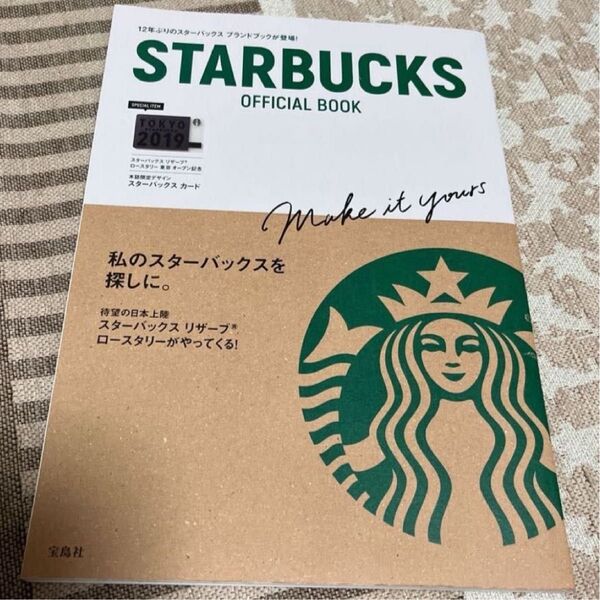 12年ぶりのスターバックス ブランドブックが登場!
STARBUCKS
OFFICIAL BOOK
SPECIAL ITEM
TOKYO
2019
スターバックス リザーブ®
ロースタリー 東京 オープン記念
本誌限定デザイン
スターバックス カード
Make it yours
私のスターバックスを
探しに。
待望の日本上陸
スターバックス リザーブ®
ロースタリーがやってくる!
宝島社